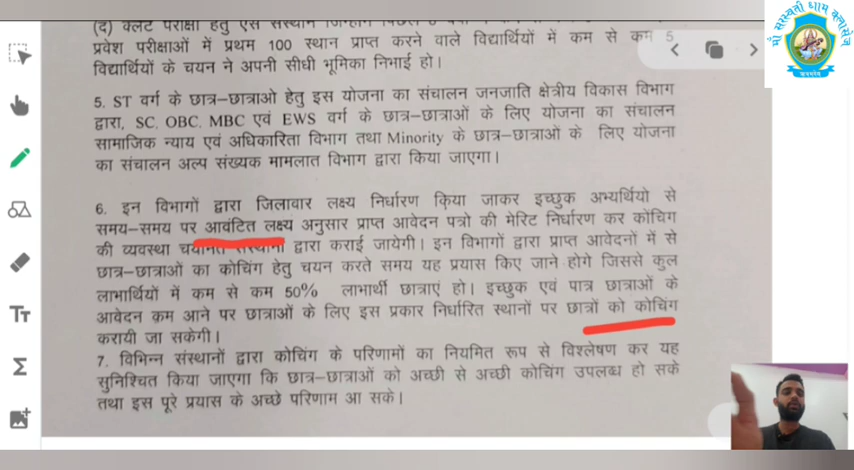 माँ सरस्वती धाम क्लासेज
(द) क्लेट परीक्षा हेतु ऐसे संस्थान जिन्होंने पिछले
प्रवेश परीक्षाओं में प्रथम 100 स्थान प्राप्त करने वाले विद्यार्थियों में कम से कम 5
विद्यार्थियों के चयन ने अपनी सीधी भूमिका निभाई हो।
5. ST वर्ग के छात्र–छात्राओ हेतु इस योजना का संचालन जनजाति क्षेत्रीय विकास विभाग
द्वारा, SC, OBC, MBC एवं EWS वर्ग के छात्र–छात्राओं के लिए योजना का संचालन
सामाजिक न्याय एवं अधिकारिता विभाग तथा Minority के छात्र–छात्राओं के लिए योजना
का संचालन अल्प संख्यक मामलात विभाग द्वारा किया जाएगा।
6. इन विभागों द्वारा जिलावार लक्ष्य निर्धारण किया जाकर इच्छुक अभ्यर्थियो से
समय–समय पर आवंटित लक्ष्य अनुसार प्राप्त आवेदन पत्रो की मेरिट निर्धारण कर कोचिंग
की व्यवस्था चयनित संस्थानों द्वारा कराई जायेगी। इन विभागों द्वारा प्राप्त आवेदनों में से
छात्र–छात्राओं का कोचिंग हेतु चयन करते समय यह प्रयास किए जाने होगे जिससे कुल
लाभार्थियों में कम से कम 50% लाभार्थी छात्राएं हो। इच्छुक एवं पात्र छात्राओं के
आवेदन क्रम आने पर छात्राओं के लिए इस प्रकार निर्धारित स्थानों पर छात्रों को कोचिंग
करायी जा सकेगी।
7. विभिन्न संस्थानों द्वारा कोचिंग के परिणामों का नियमित रूप से विश्लेषण कर यह
सुनिश्चित किया जाएगा कि छात्र–छात्राओं को अच्छी से अच्छी कोचिंग उपलब्ध हो सके
तथा इस पूरे प्रयास के अच्छे परिणाम आ सके।